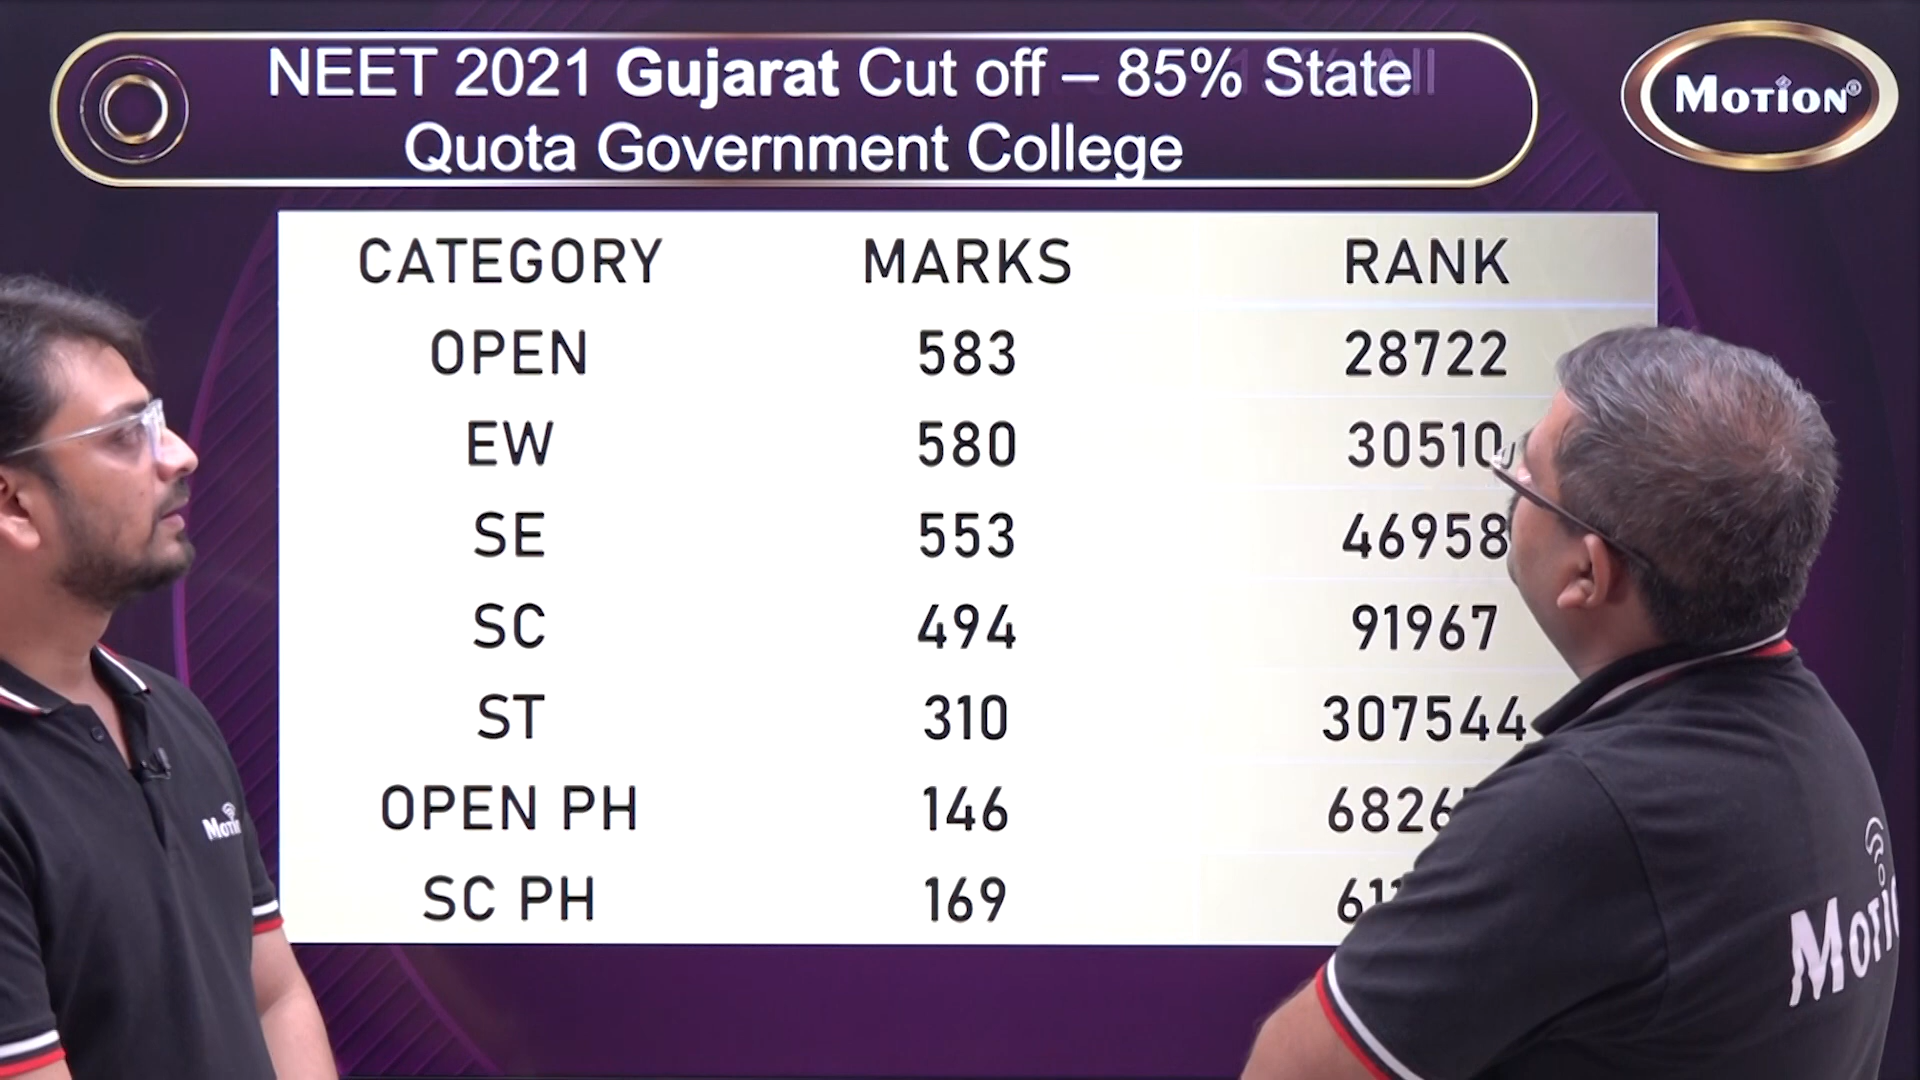 NEET 2021 Gujarat Cut off – 85% State
Quota Government College
MOTION®
CATEGORY MARKS RANK
OPEN 583 28722
EW 580 30510
SE 553 46958
SC 494 91967
ST 310 307544
OPEN PH 146
SC PH 169